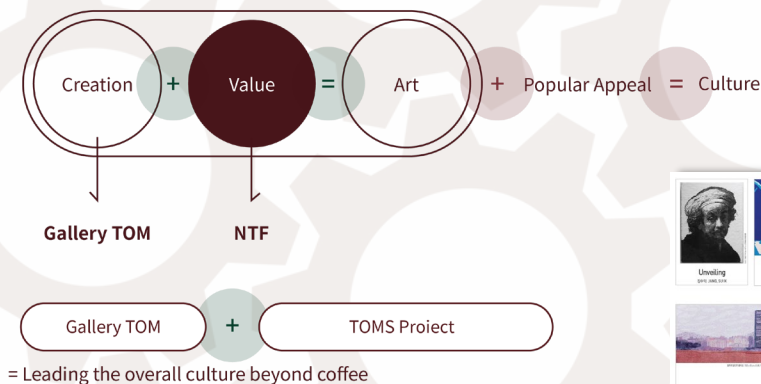 Creation + Value = Art + Popular Appeal = Culture
Gallery TOM
NTF
Gallery TOM + TOMS Project
= Leading the overall culture beyond coffee
Unveiling